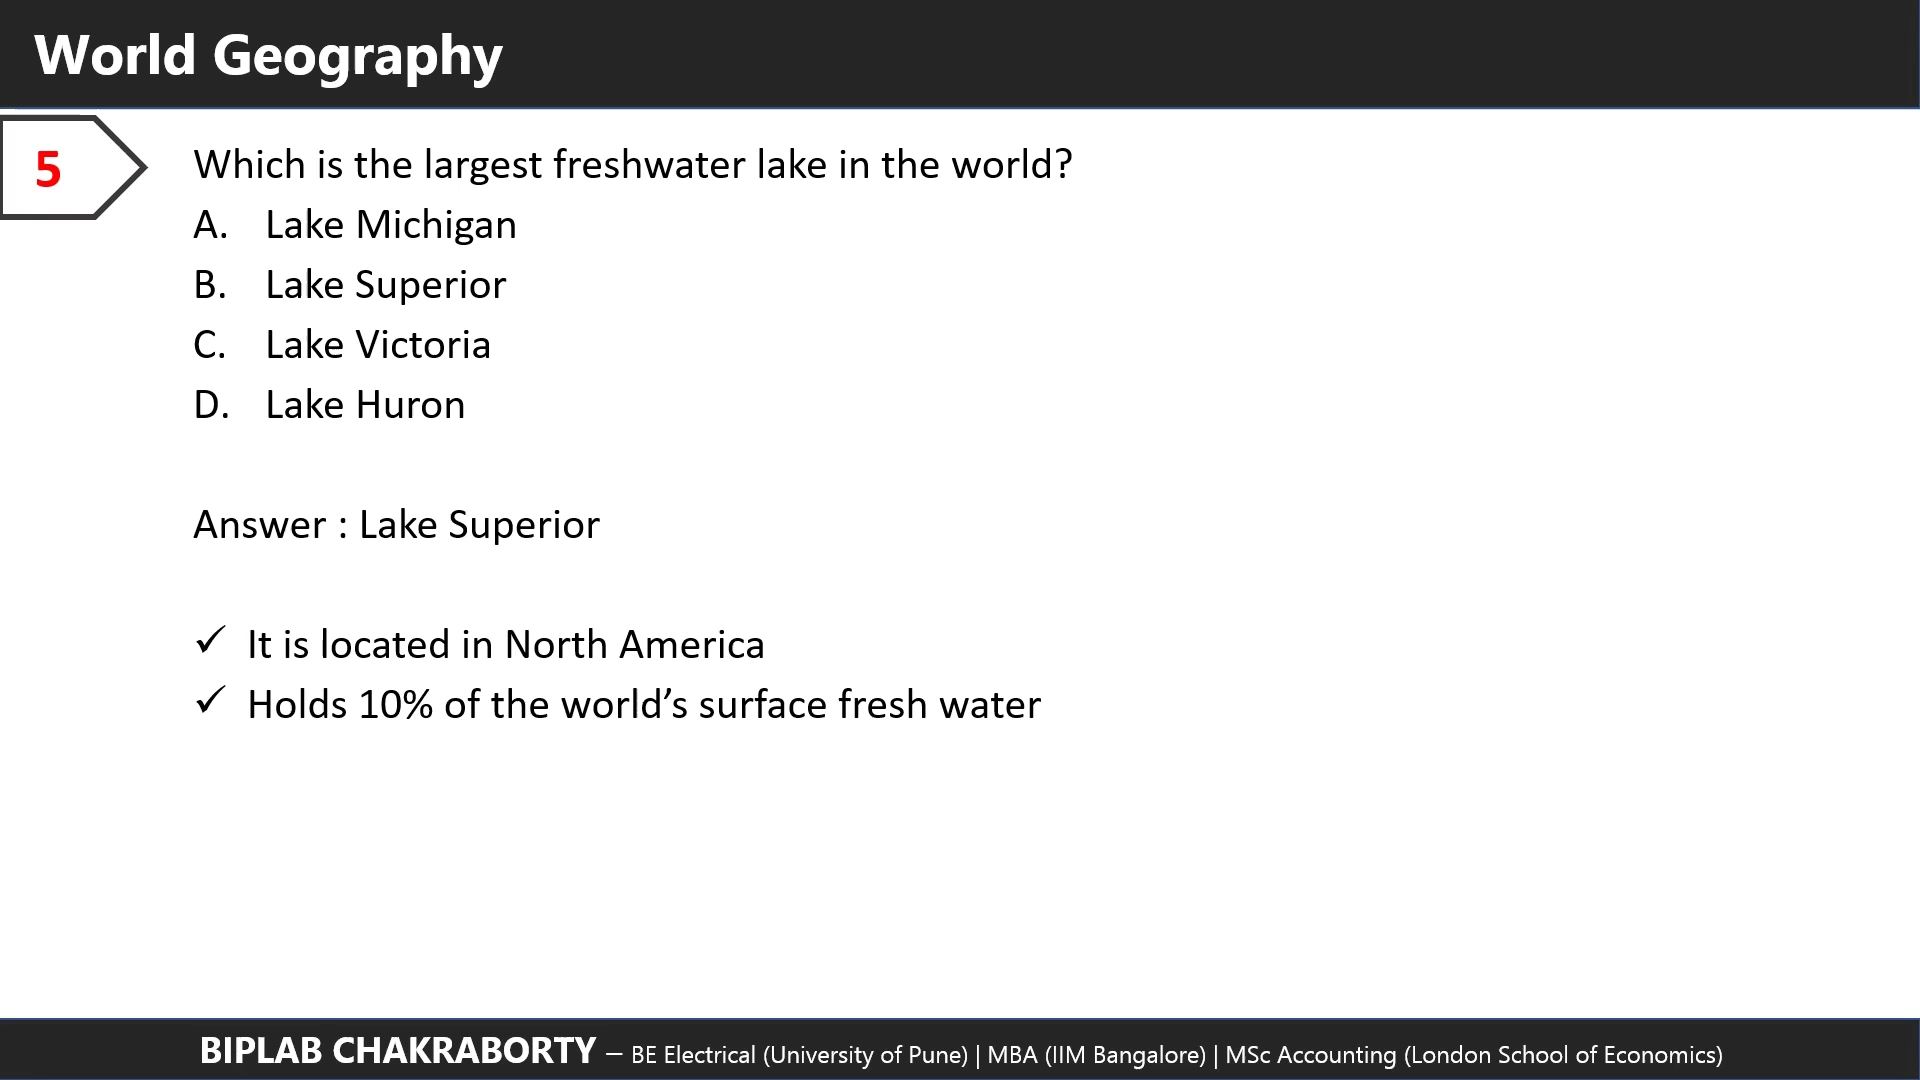 World Geography
5
Which is the largest freshwater lake in the world?
A. Lake Michigan
B. Lake Superior
C. Lake Victoria
D. Lake Huron
Answer : Lake Superior
✓ It is located in North America
✓ Holds 10% of the world’s surface fresh water
BIPLAB CHAKRABORTY – BE Electrical (University of Pune) | MBA (IIM Bangalore) | MSc Accounting (London School of Economics)